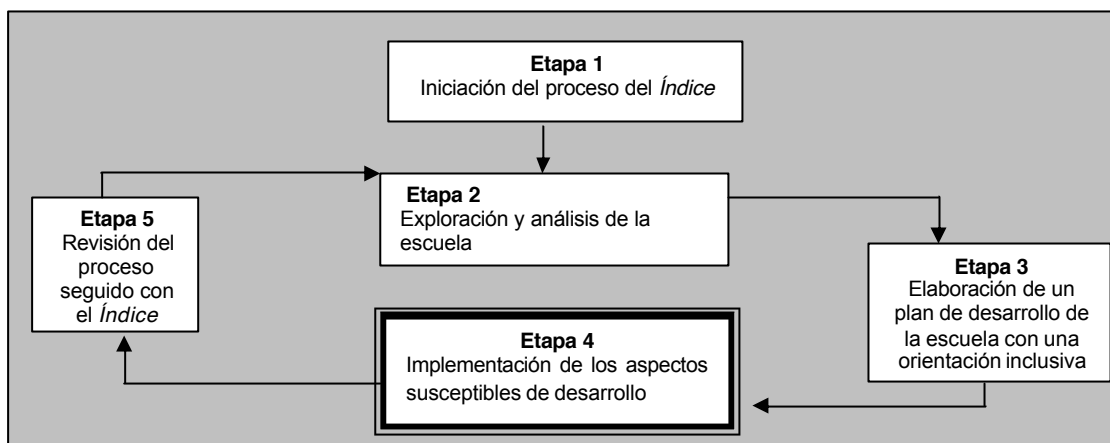 Etapa 1
Iniciación del proceso del Índice
Etapa 2
Exploración y análisis de la
escuela
Etapa 3
Elaboración de un
plan de desarrollo de
la escuela con una
orientación inclusiva
Etapa 4
Implementación de los aspectos
susceptibles de desarrollo
Etapa 5
Revisión del
proceso
seguido con
el Índice